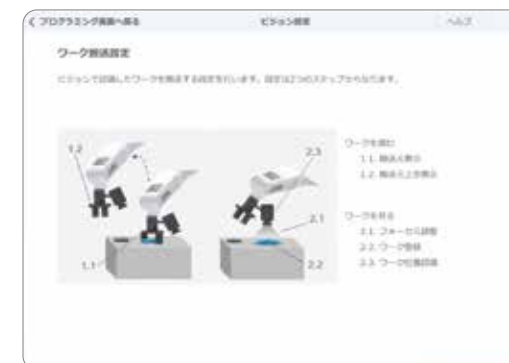 プログラミング画面へ戻る
ビジョン設定
ヘルプ
ワーク搬送設定
ビジョンで認識したワークを搬送する設定を行います。設定は2つのステップからなります。
1.2
2.3
2.1
1.1
2.2
ワークを掴む
1.1. 搬送元教示
1.2. 搬送元上空教示
ワークを見る
2.1. フォーカス調整
2.2. ワーク登録
2.3. ワーク位置認識